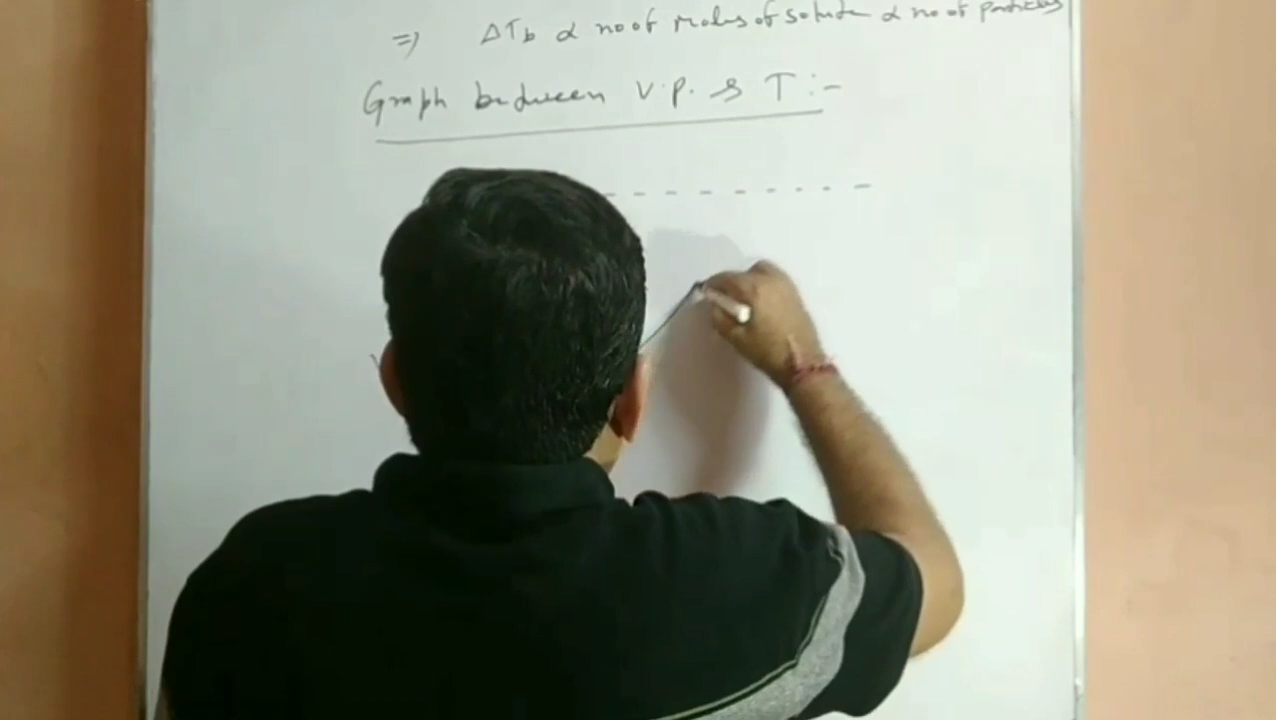 => ΔTb α no of moles of solute α no of particles
Graph between V.P. & T :-